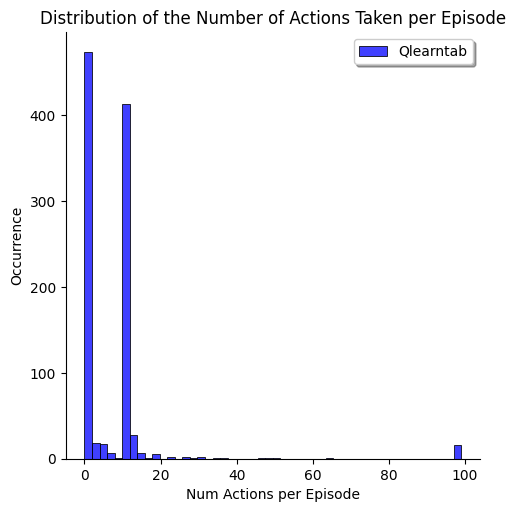 Distribution of the Number of Actions Taken per Episode
Qlearntab
400
300
200
100
0
Occurrence
0 20 40 60 80 100
Num Actions per Episode